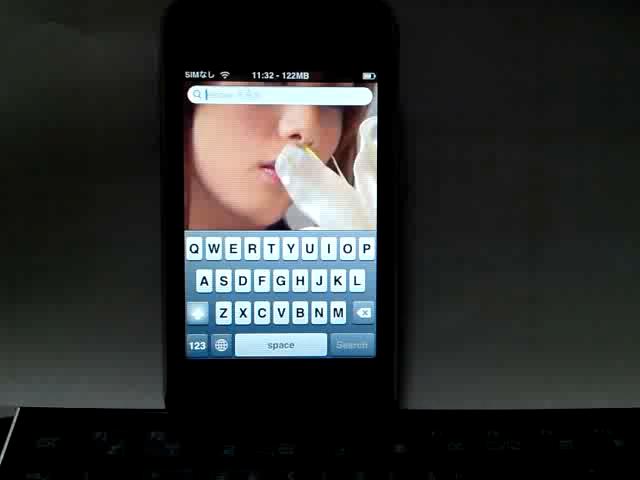 SIMなし 11:32 - 122MB
Q W E R T Y U I O P
A S D F G H J K L
Z X C V B N M
123 space Search